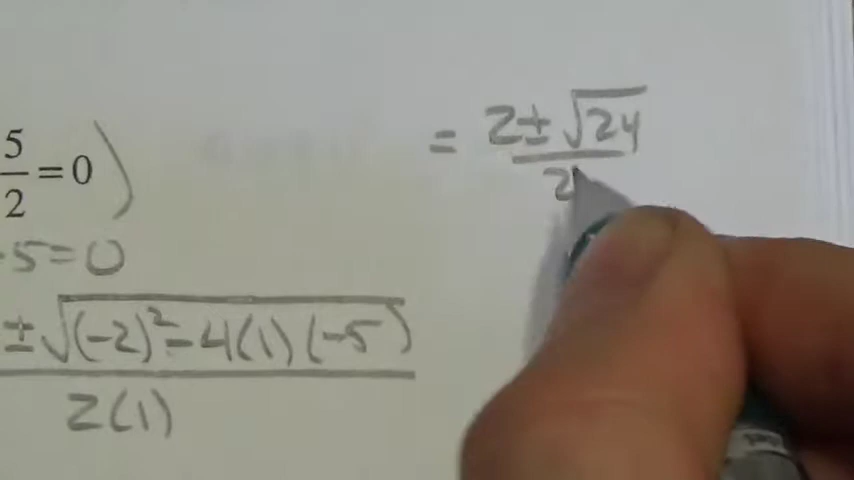 5/2 = 0 )
-5 = 0
± √((-2)² - 4(1)(-5)) / 2(1)
= 2 ± √24 / 2